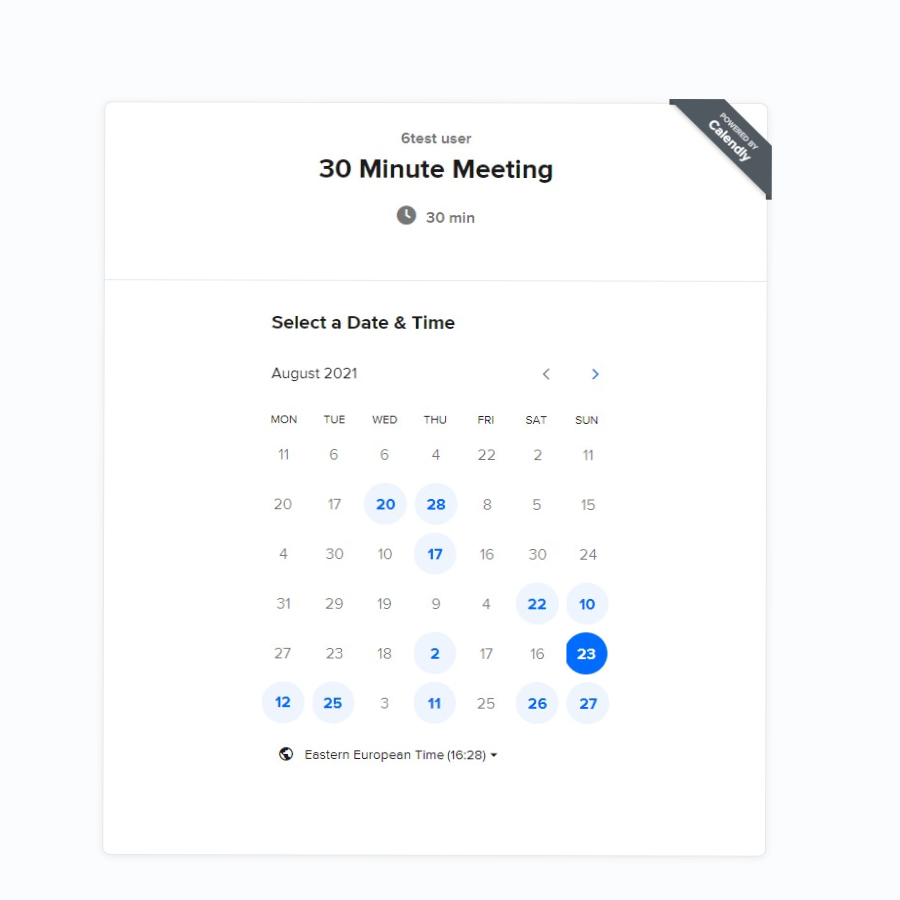 POWERED BY
Calendly
6test user
30 Minute Meeting
30 min
Select a Date & Time
August 2021
MON TUE WED THU FRI SAT SUN
11 6 6 4 22 2 11
20 17 20 28 8 5 15
4 30 10 17 16 30 24
31 29 19 9 4 22 10
27 23 18 2 17 16 23
12 25 3 11 25 26 27
Eastern European Time (16:28)